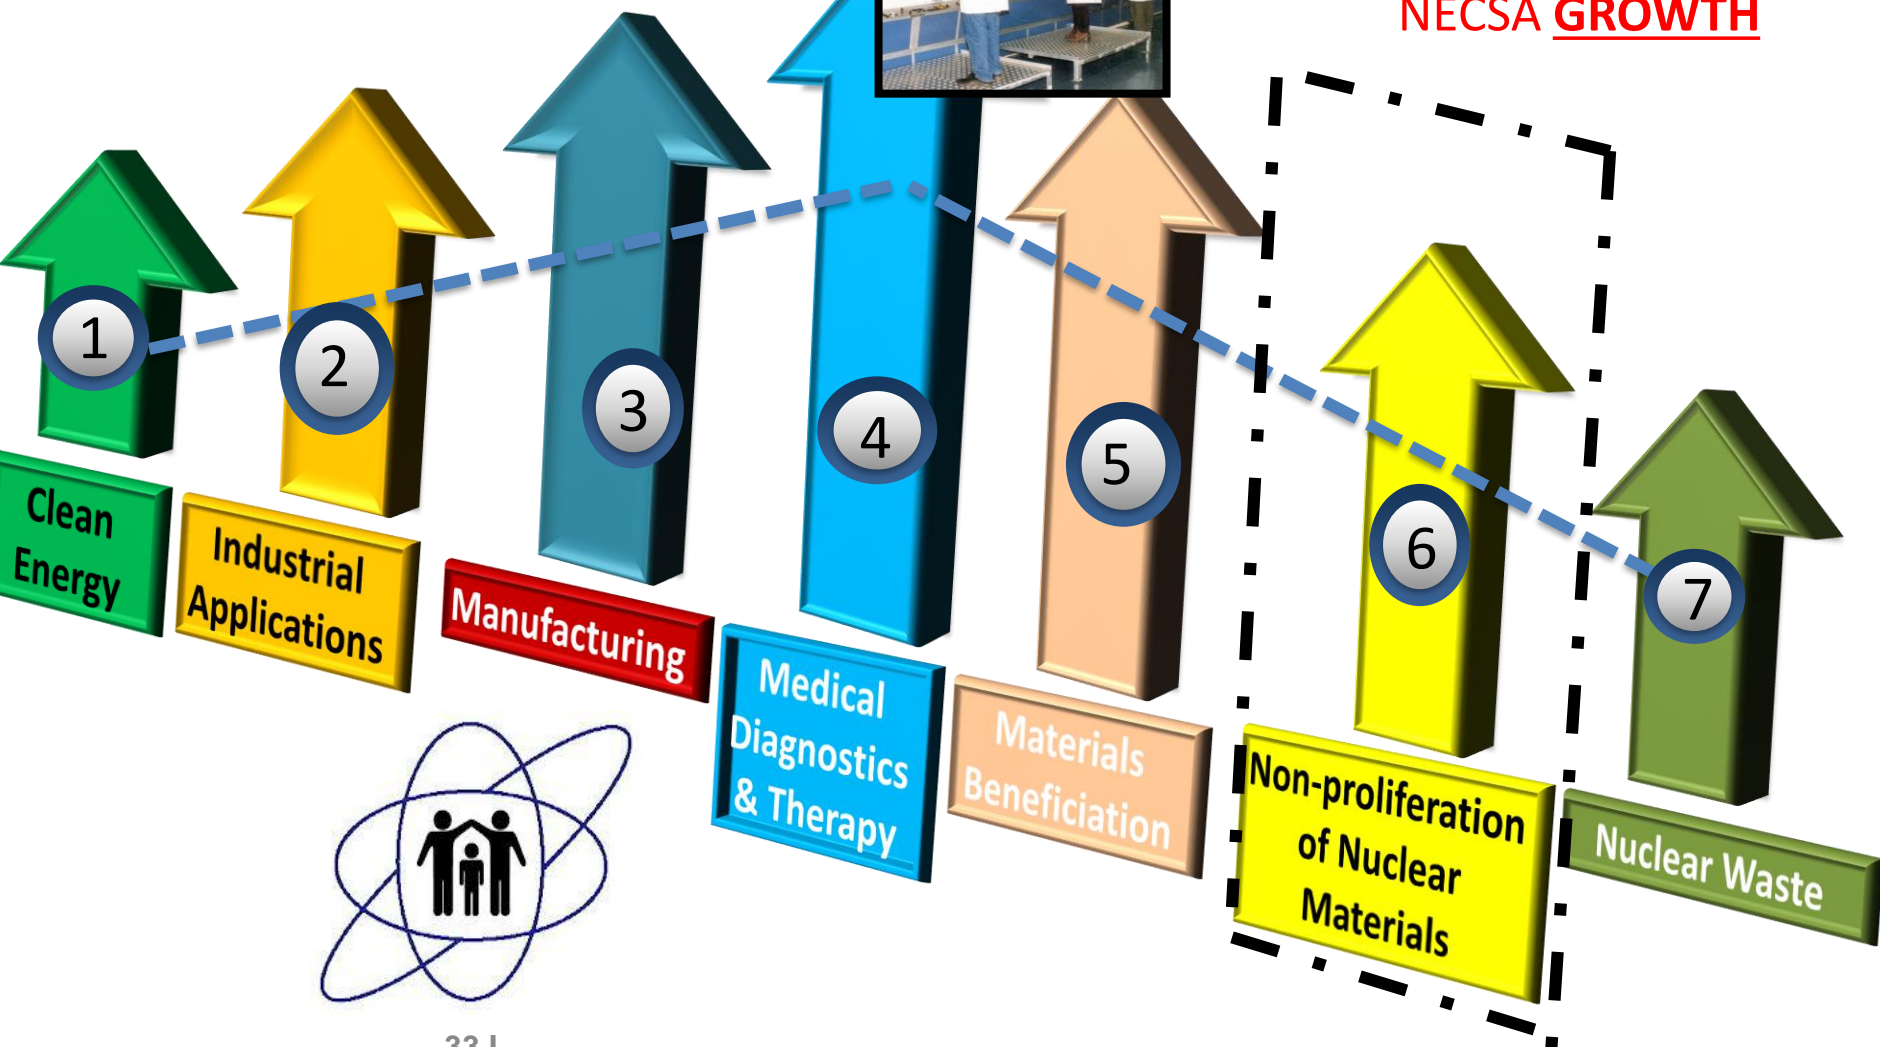 NECSA GROWTH
1
2
3
4
5
6
7
Clean
Energy
Industrial
Applications
Manufacturing
Medical
Diagnostics
& Therapy
Materials
Beneficiation
Non-proliferation
of Nuclear
Materials
Nuclear Waste